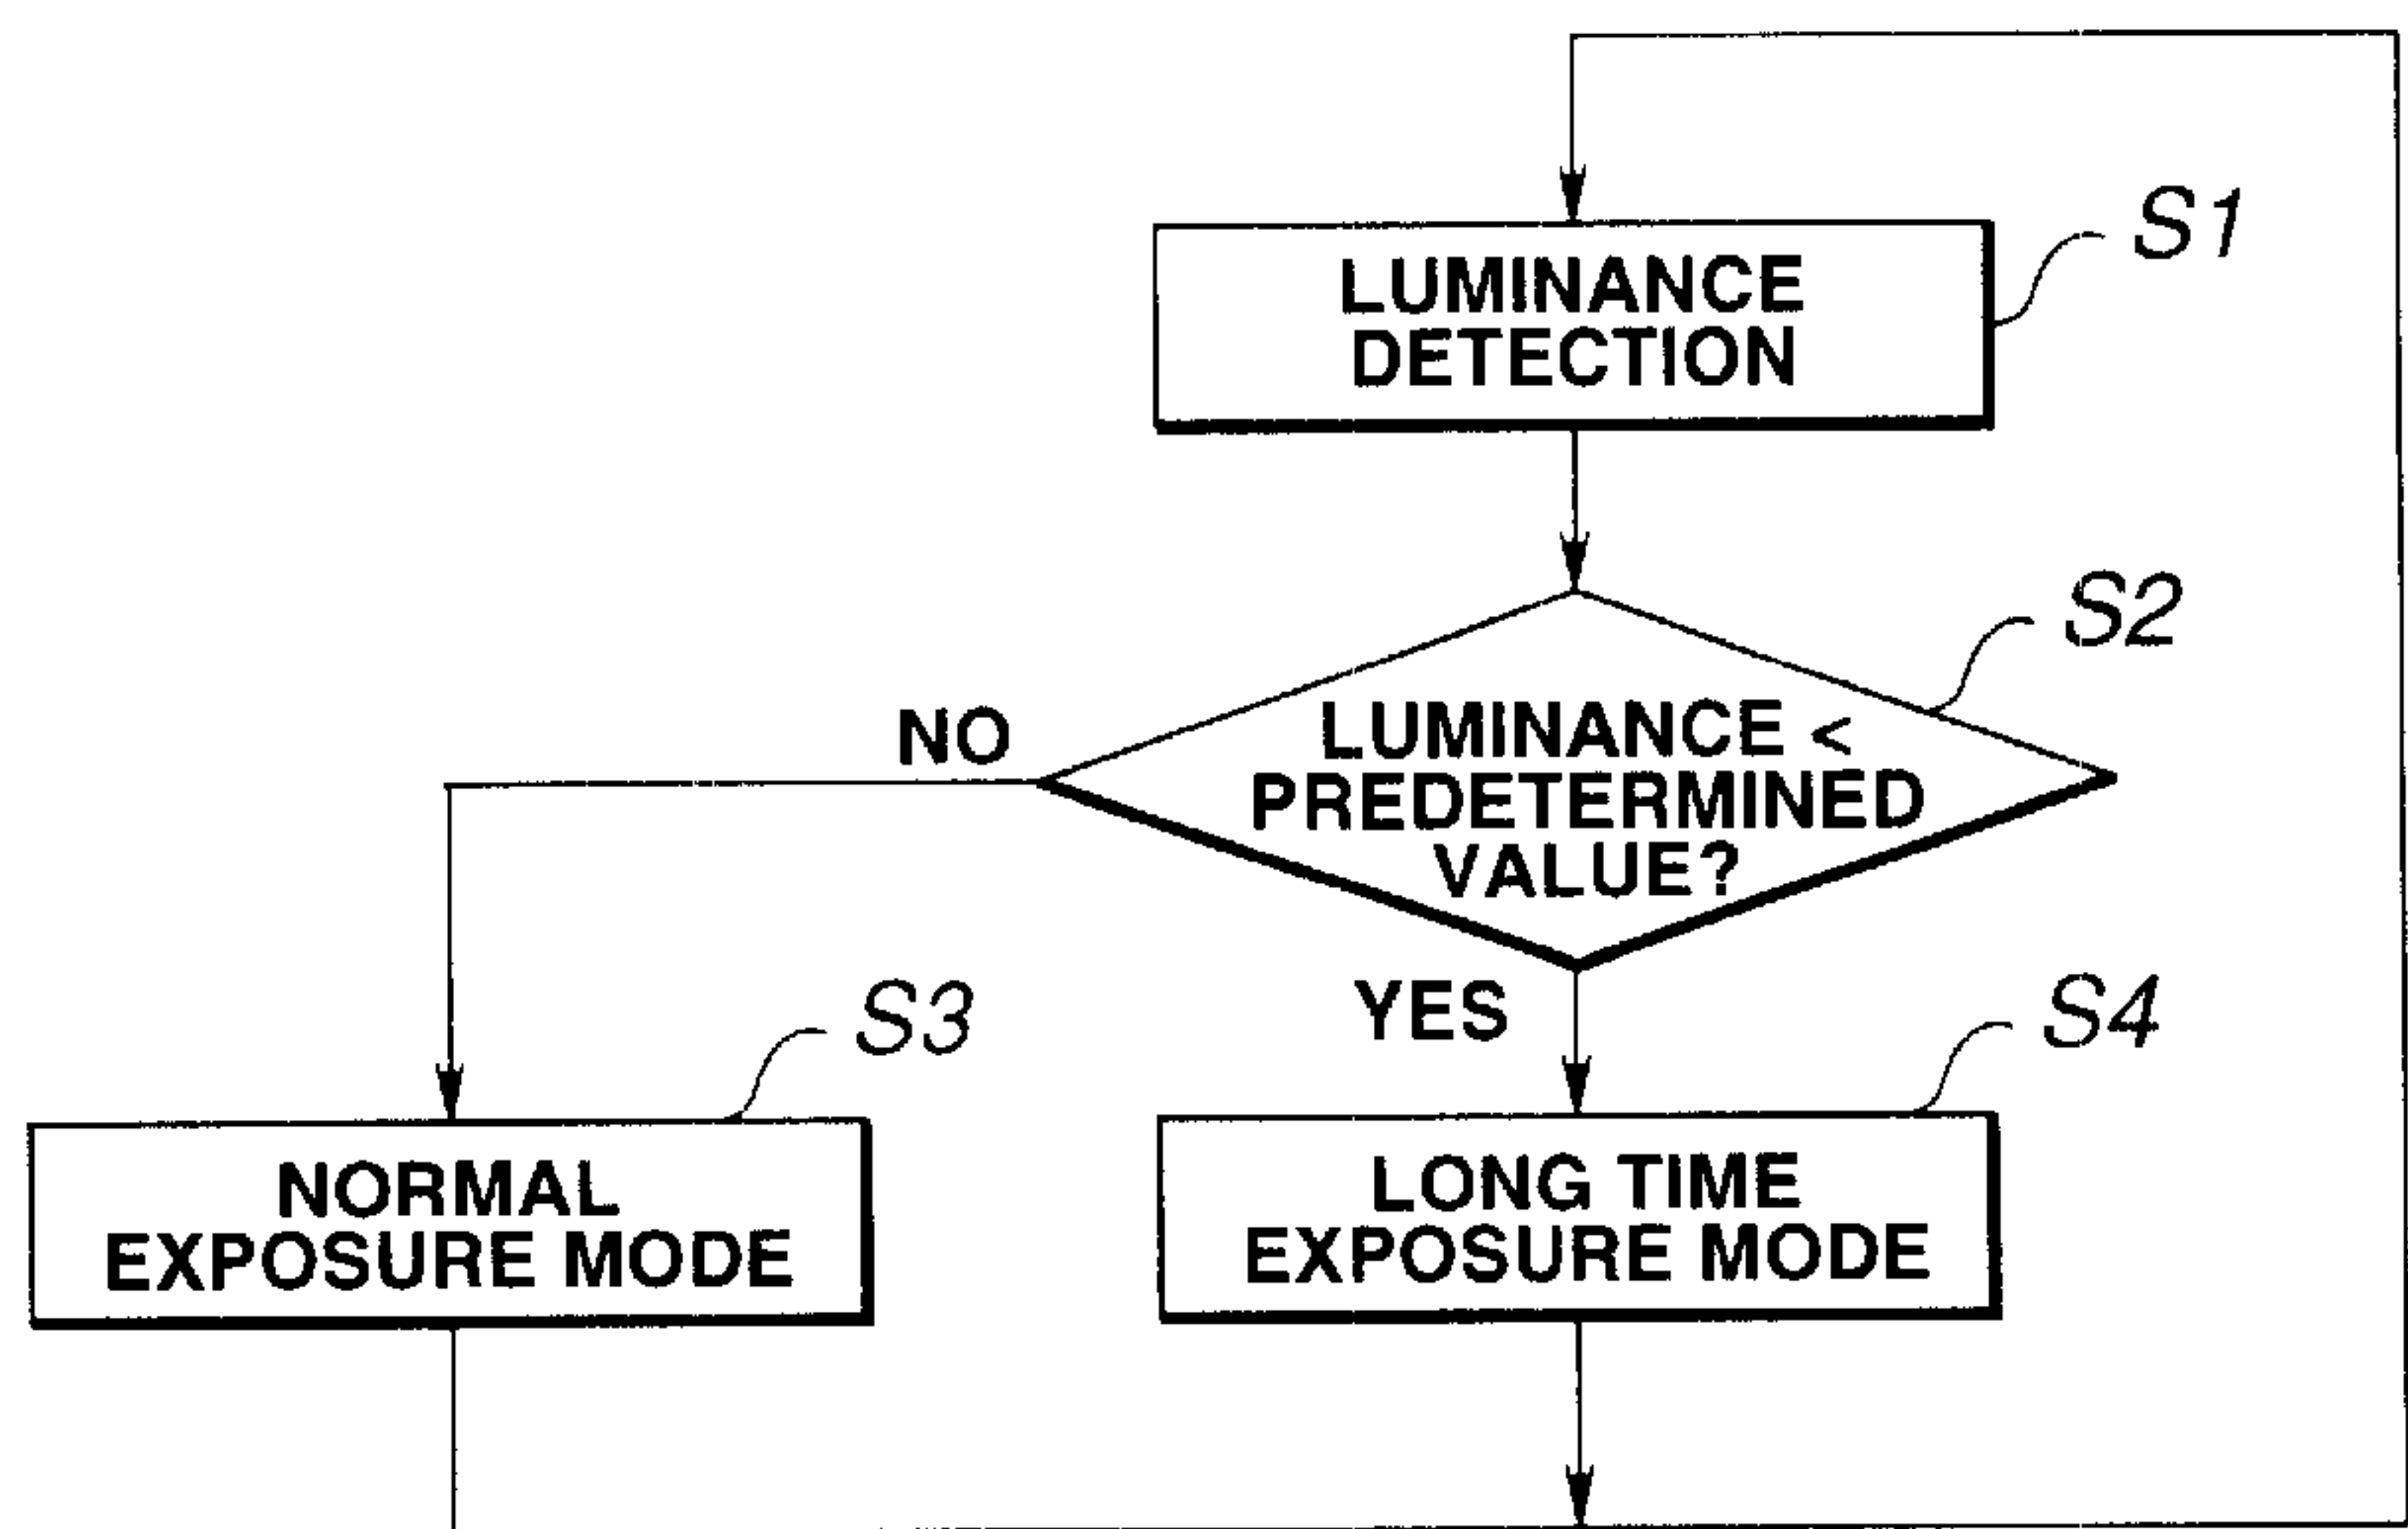 LUMINANCE
DETECTION
S1
LUMINANCE <
PREDETERMINED
VALUE?
S2
NO
YES
S3
NORMAL
EXPOSURE MODE
S4
LONG TIME
EXPOSURE MODE